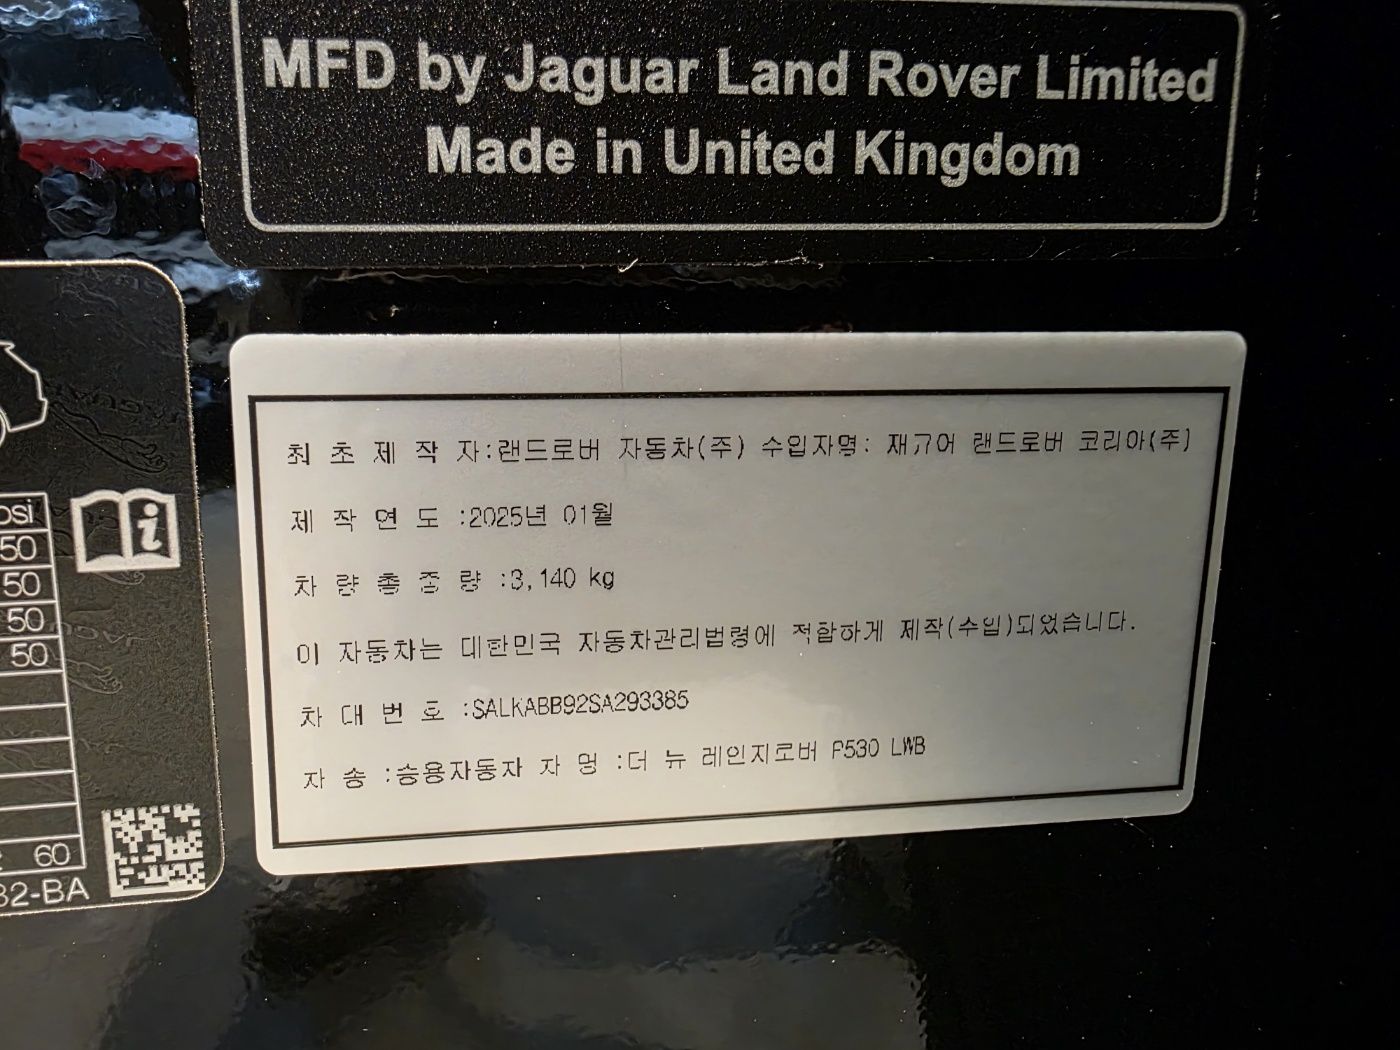 MFD by Jaguar Land Rover Limited
Made in United Kingdom
최 초 제 작 자:랜드로버 자동차(주) 수입자명: 재규어 랜드로버 코리아(주)
제 작 연 도 :2025년 01월
차 량 총 중 량 :3,140 kg
이 자동차는 대한민국 자동차관리법령에 적합하게 제작(수입)되었습니다.
차 대 번 호 :SALKABB92SA293385
차 종 :승용자동차 차 명 :더 뉴 레인지로버 P530 LWB
psi
50
50
50
50
60
32-BA